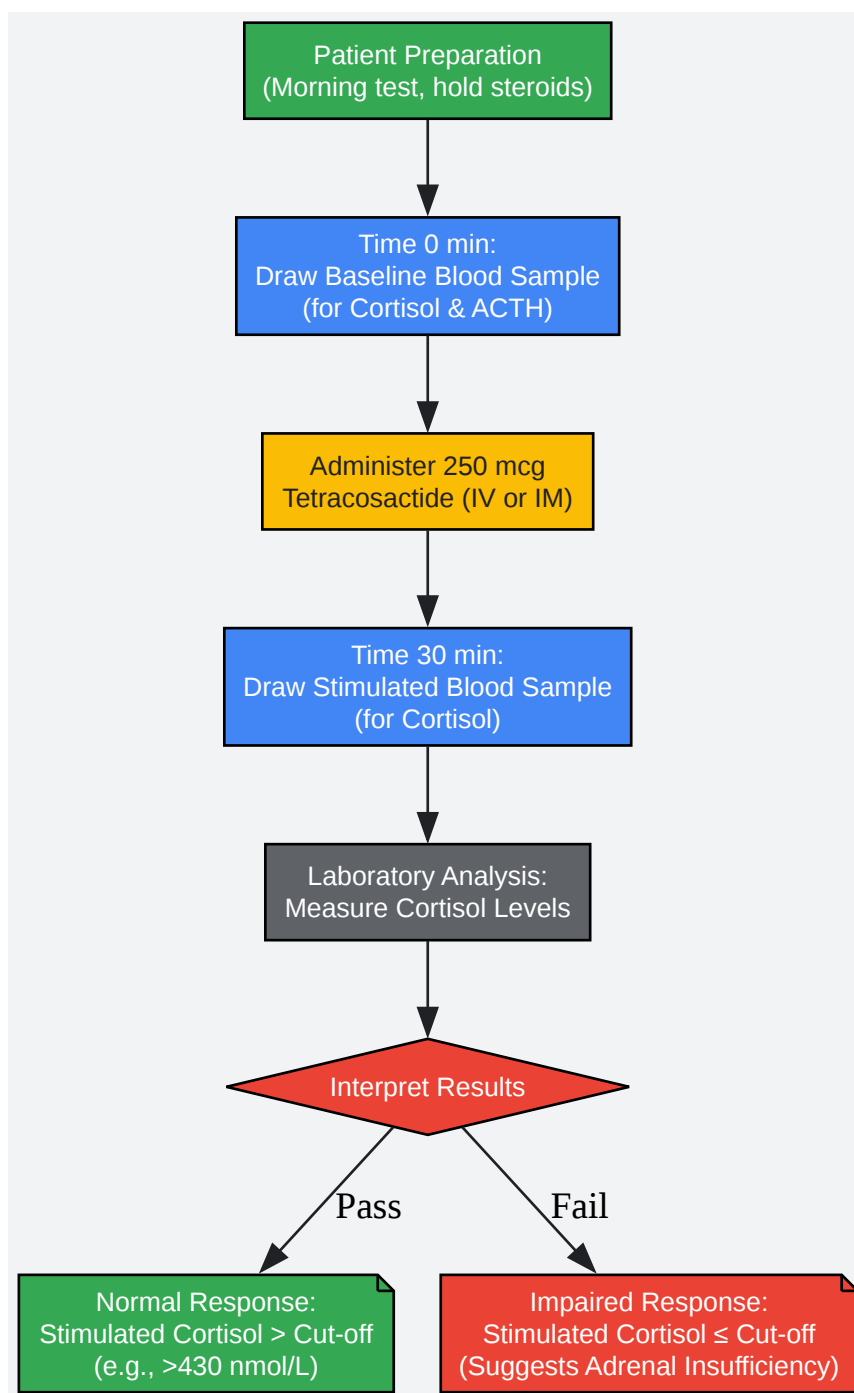 Patient Preparation
(Morning test, hold steroids)
Time 0 min:
Draw Baseline Blood Sample
(for Cortisol & ACTH)
Administer 250 mcg
Tetracosactide (IV or IM)
Time 30 min:
Draw Stimulated Blood Sample
(for Cortisol)
Laboratory Analysis:
Measure Cortisol Levels
Interpret Results
Pass
Fail
Normal Response:
Stimulated Cortisol > Cut-off
(e.g., >430 nmol/L)
Impaired Response:
Stimulated Cortisol ≤ Cut-off
(Suggests Adrenal Insufficiency)